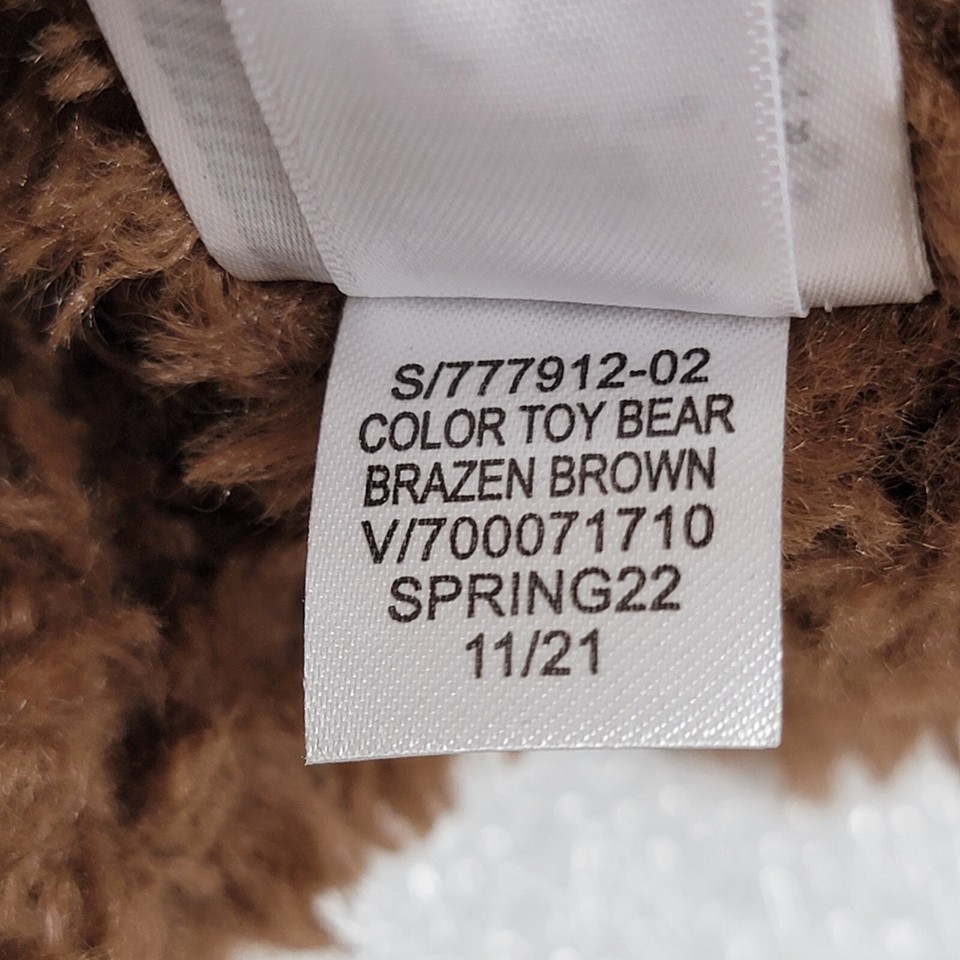 S/777912-02
COLOR TOY BEAR
BRAZEN BROWN
V/700071710
SPRING22
11/21